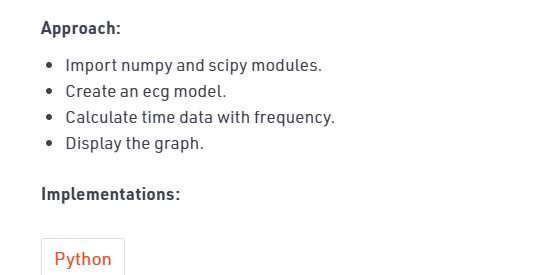 Approach:
Import numpy and scipy modules.
Create an ecg model.
Calculate time data with frequency.
Display the graph.
Implementations:
Python